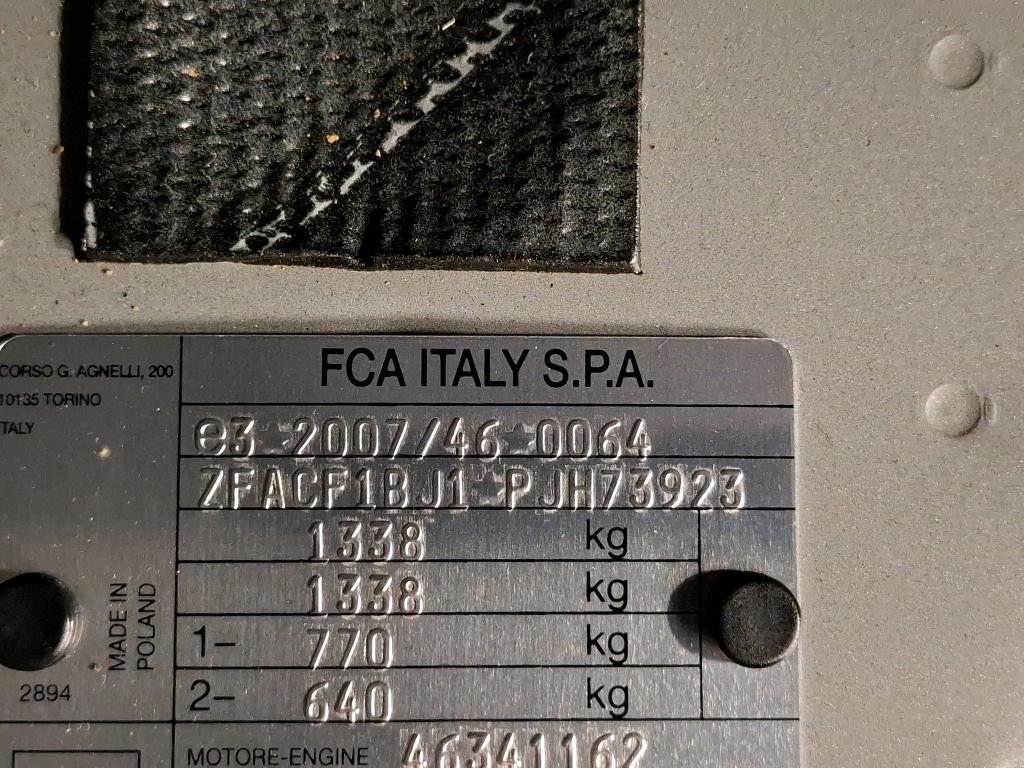 FCA ITALY S.P.A.
CORSO G. AGNELLI, 200
10135 TORINO
ITALY
e3*2007/46*0064
ZFACF1BJ1*PJH73923
1338 kg
1338 kg
1- 770 kg
2- 640 kg
MADE IN
POLAND
2894
MOTORE-ENGINE 46341162